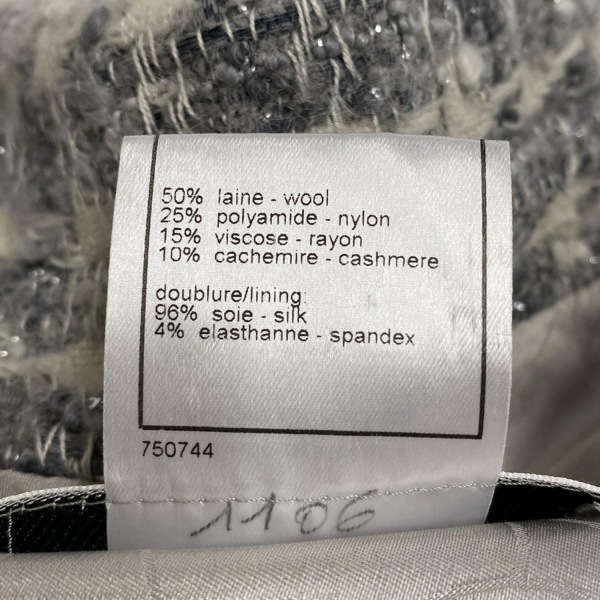 50% laine - wool
25% polyamide - nylon
15% viscose - rayon
10% cachemire - cashmere
doublure/lining:
96% soie - silk
4% elasthanne - spandex
750744
1106